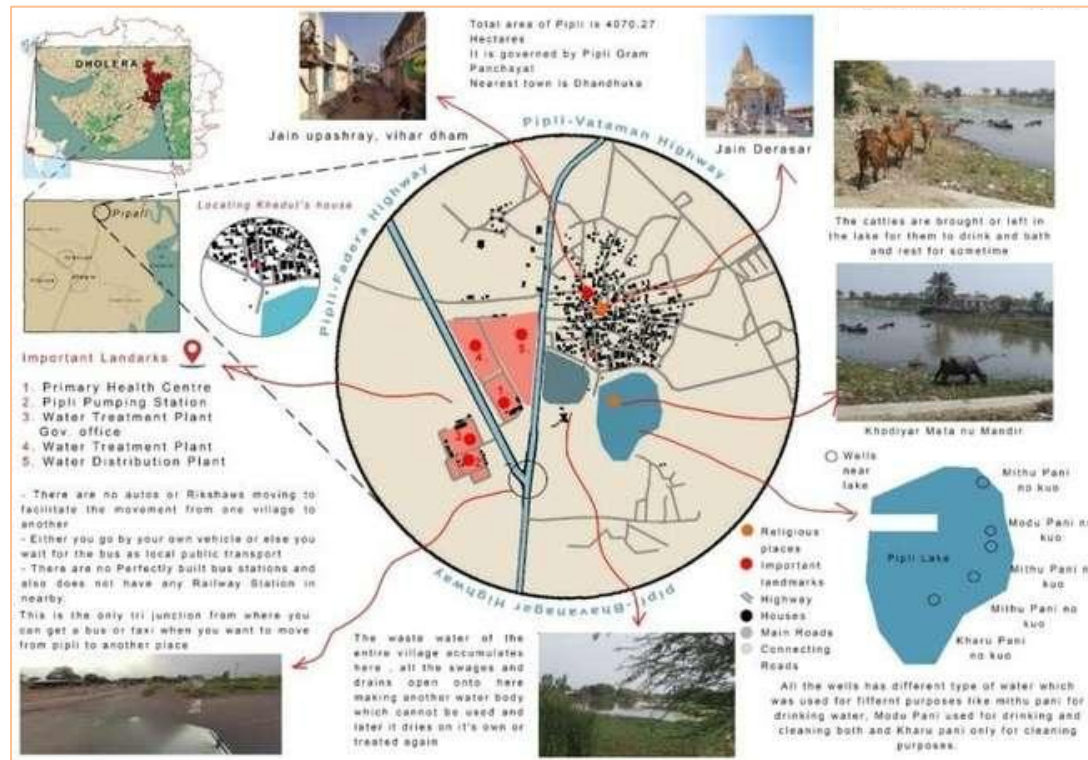 DHOLERA
Pipali
Total area of Pipli is 4070.27
Hectares
It is governed by Pipli Gram
Panchayat
Nearest town is Dhandhuka
Jain upashray, vihar dham
Jain Derasar
Pipli-Vataman Highway
Pipli-Fadera Highway
pipli-Bhavanagar Highway
Locating Khedut's house
The cattles are brought or left in
the lake for them to drink and bath
and rest for sometime
Khodiyar Mata nu Mandir
Important Landarks
1. Primary Health Centre
2. Pipli Pumping Station
3. Water Treatment Plant
Gov. office
4. Water Treatment Plant
5. Water Distribution Plant
- There are no autos or Rikshaws moving to
facilitate the movement from one village to
another
- Either you go by your own vehicle or else you
wait for the bus as local public transport
- There are no Perfectly built bus stations and
also does not have any Railway Station in
nearby.
This is the only tri junction from where you
can get a bus or taxi when you want to move
from pipli to another place
The waste water of the
entire village accumulates
here . all the swages and
drains open onto here
making another water body
which cannot be used and
later it dries on it's own or
treated again
4
5
1
3
2
Religious
places
Important
landmarks
Highway
Houses
Main Roads
Connecting
Roads
Wells
near
lake
Pipli Lake
Mithu Pani
no kuo
Modu Pani no
kuo
Mithu Pani no
kuo
Mithu Pani no
kuo
Kharu Pani
no kuo
All the wells has different type of water which
was used for fiffernt purposes like mithu pani for
drinking water, Modu Pani used for drinking and
cleaning both and Kharu pani only for cleaning
purposes.